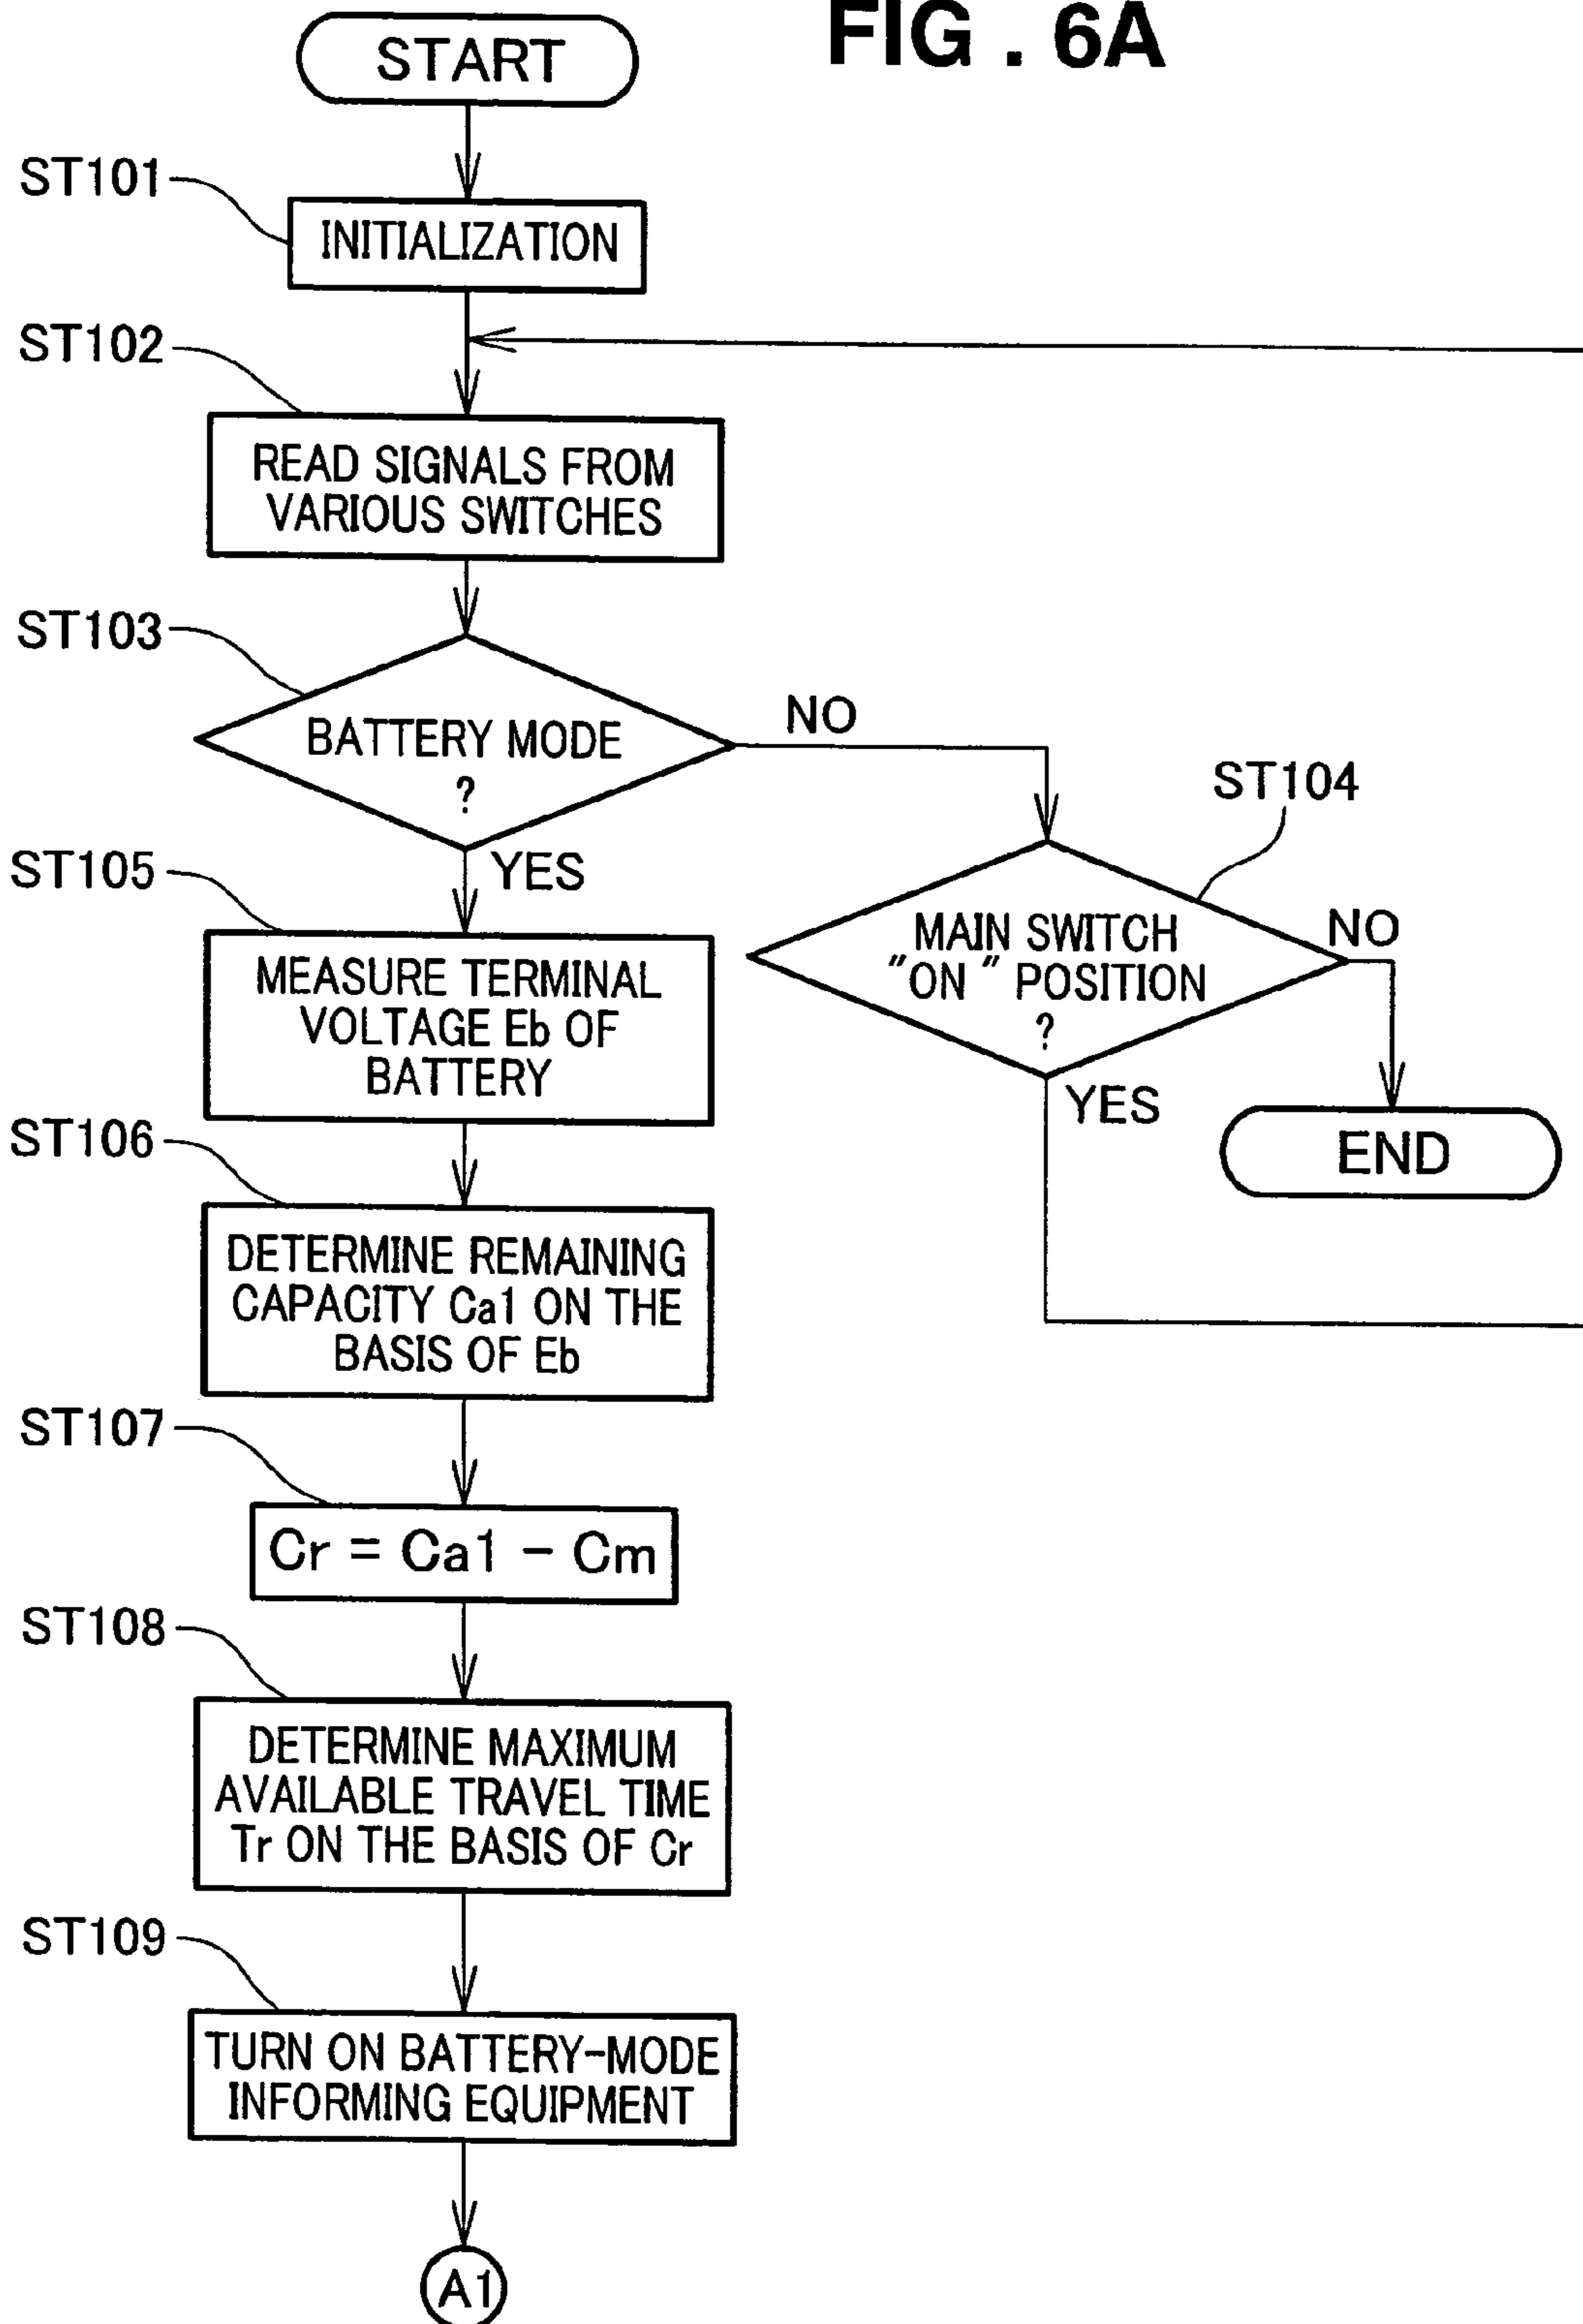 FIG . 6A
START
ST101
INITIALIZATION
ST102
READ SIGNALS FROM
VARIOUS SWITCHES
ST103
BATTERY MODE
?
NO
YES
ST104
MAIN SWITCH
"ON" POSITION
?
NO
YES
END
ST105
MEASURE TERMINAL
VOLTAGE Eb OF
BATTERY
ST106
DETERMINE REMAINING
CAPACITY Ca1 ON THE
BASIS OF Eb
ST107
Cr = Ca1 - Cm
ST108
DETERMINE MAXIMUM
AVAILABLE TRAVEL TIME
Tr ON THE BASIS OF Cr
ST109
TURN ON BATTERY-MODE
INFORMING EQUIPMENT
A1